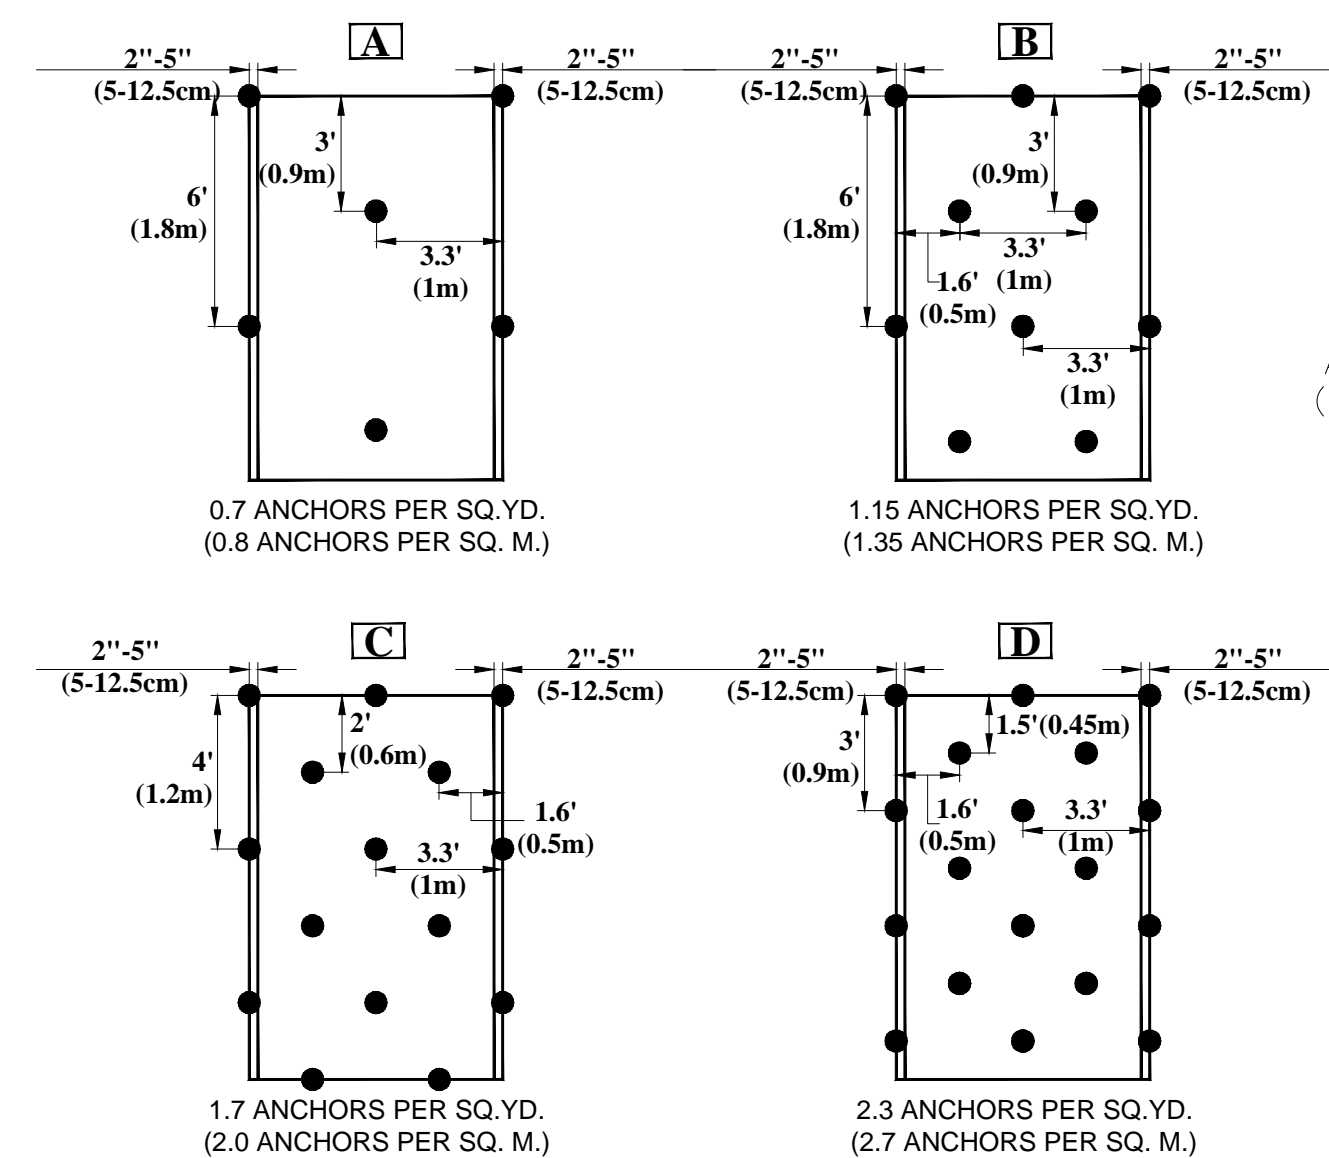 A
2"-5"
(5-12.5cm)
2"-5"
(5-12.5cm)
3'
(0.9m)
6'
(1.8m)
3.3'
(1m)
0.7 ANCHORS PER SQ.YD.
(0.8 ANCHORS PER SQ. M.)
B
2"-5"
(5-12.5cm)
2"-5"
(5-12.5cm)
3'
(0.9m)
6'
(1.8m)
3.3'
(1m)
1.6'
(0.5m)
3.3'
(1m)
1.15 ANCHORS PER SQ.YD.
(1.35 ANCHORS PER SQ. M.)
C
2"-5"
(5-12.5cm)
2"-5"
(5-12.5cm)
2'
(0.6m)
4'
(1.2m)
1.6'
(0.5m)
3.3'
(1m)
1.7 ANCHORS PER SQ.YD.
(2.0 ANCHORS PER SQ. M.)
D
2"-5"
(5-12.5cm)
2"-5"
(5-12.5cm)
1.5'(0.45m)
3'
(0.9m)
1.6'
(0.5m)
3.3'
(1m)
2.3 ANCHORS PER SQ.YD.
(2.7 ANCHORS PER SQ. M.)